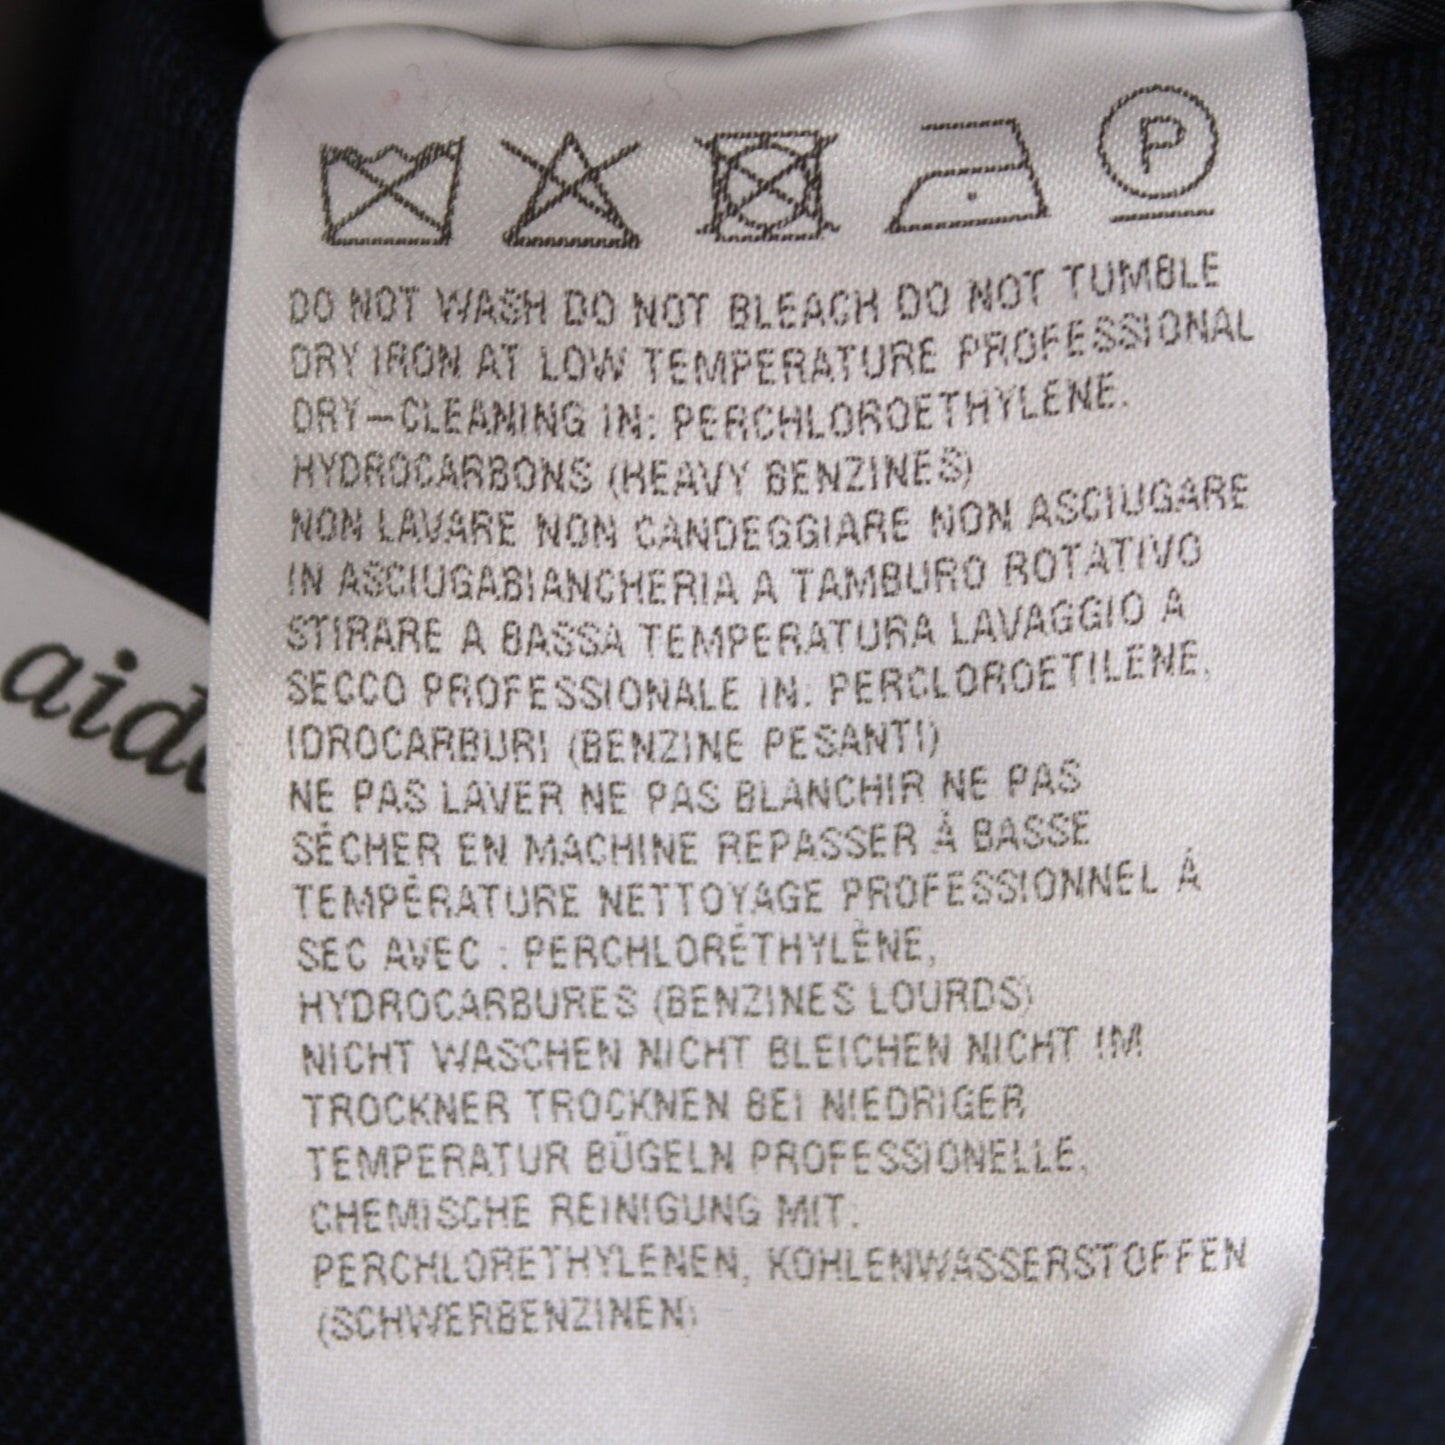 P
DO NOT WASH DO NOT BLEACH DO NOT TUMBLE
DRY IRON AT LOW TEMPERATURE PROFESSIONAL
DRY-CLEANING IN: PERCHLOROETHYLENE.
HYDROCARBONS (HEAVY BENZINES)
NON LAVARE NON CANDEGGIARE NON ASCIUGARE
IN ASCIUGABIANCHERIA A TAMBURO ROTATIVO
STIRARE A BASSA TEMPERATURA LAVAGGIO A
SECCO PROFESSIONALE IN: PERCLOROETILENE,
IDROCARBURI (BENZINE PESANTI)
NE PAS LAVER NE PAS BLANCHIR NE PAS
SÉCHER EN MACHINE REPASSER À BASSE
TEMPÉRATURE NETTOYAGE PROFESSIONNEL À
SEC AVEC : PERCHLORÉTHYLÈNE,
HYDROCARBURES (BENZINES LOURDS)
NICHT WASCHEN NICHT BLEICHEN NICHT IM
TROCKNER TROCKNEN BEI NIEDRIGER
TEMPERATUR BÜGELN PROFESSIONELLE,
CHEMISCHE REINIGUNG MIT:
PERCHLORETHYLENEN, KOHLENWASSERSTOFFEN
(SCHWERBENZINEN)